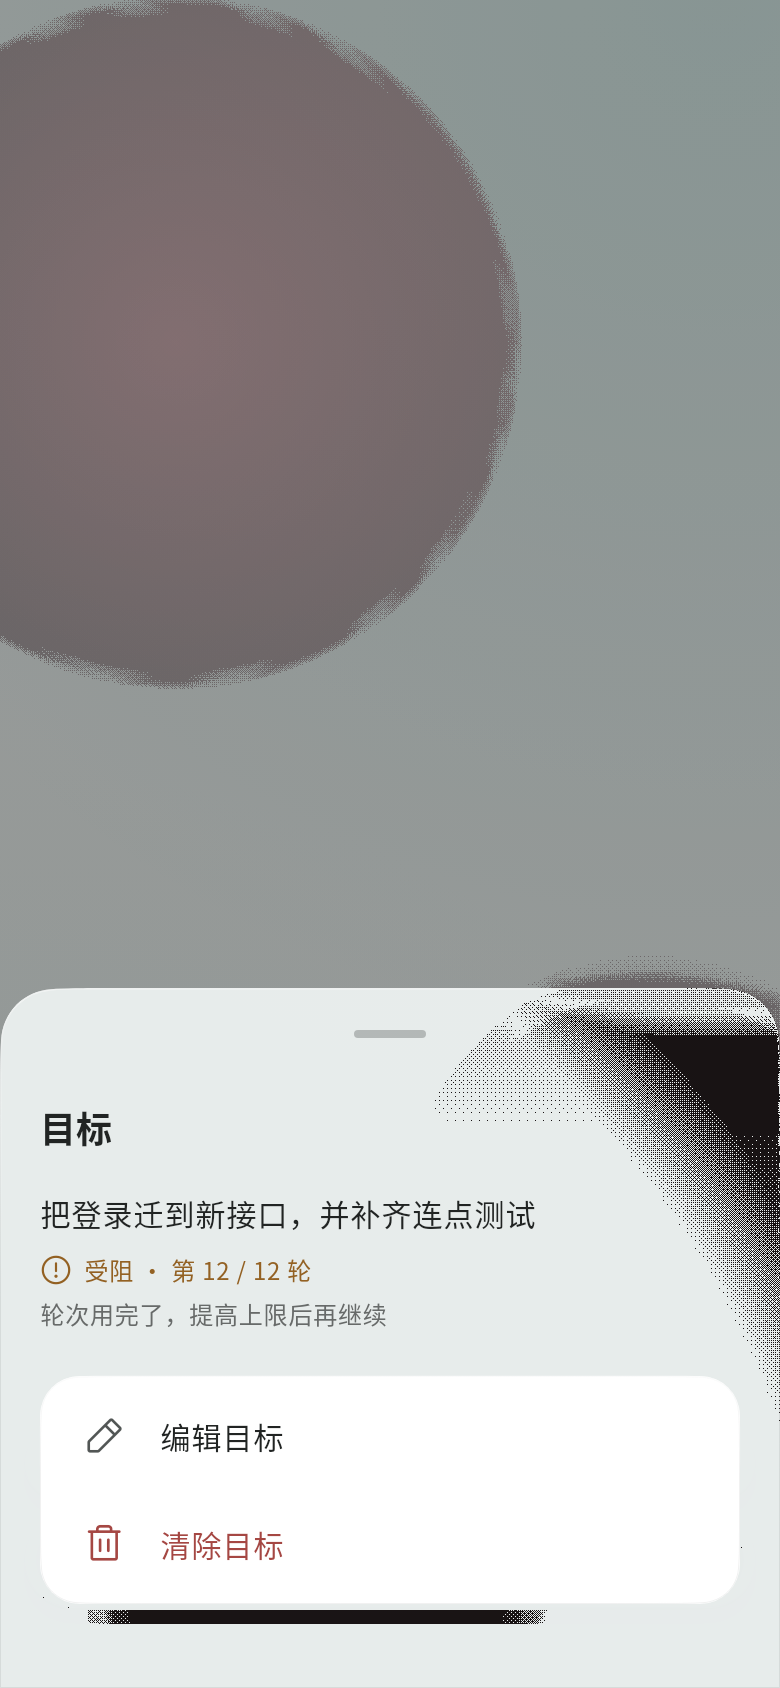 目标
把登录迁到新接口，并补齐连点测试
受阻 · 第 12 / 12 轮
轮次用完了，提高上限后再继续
编辑目标
清除目标